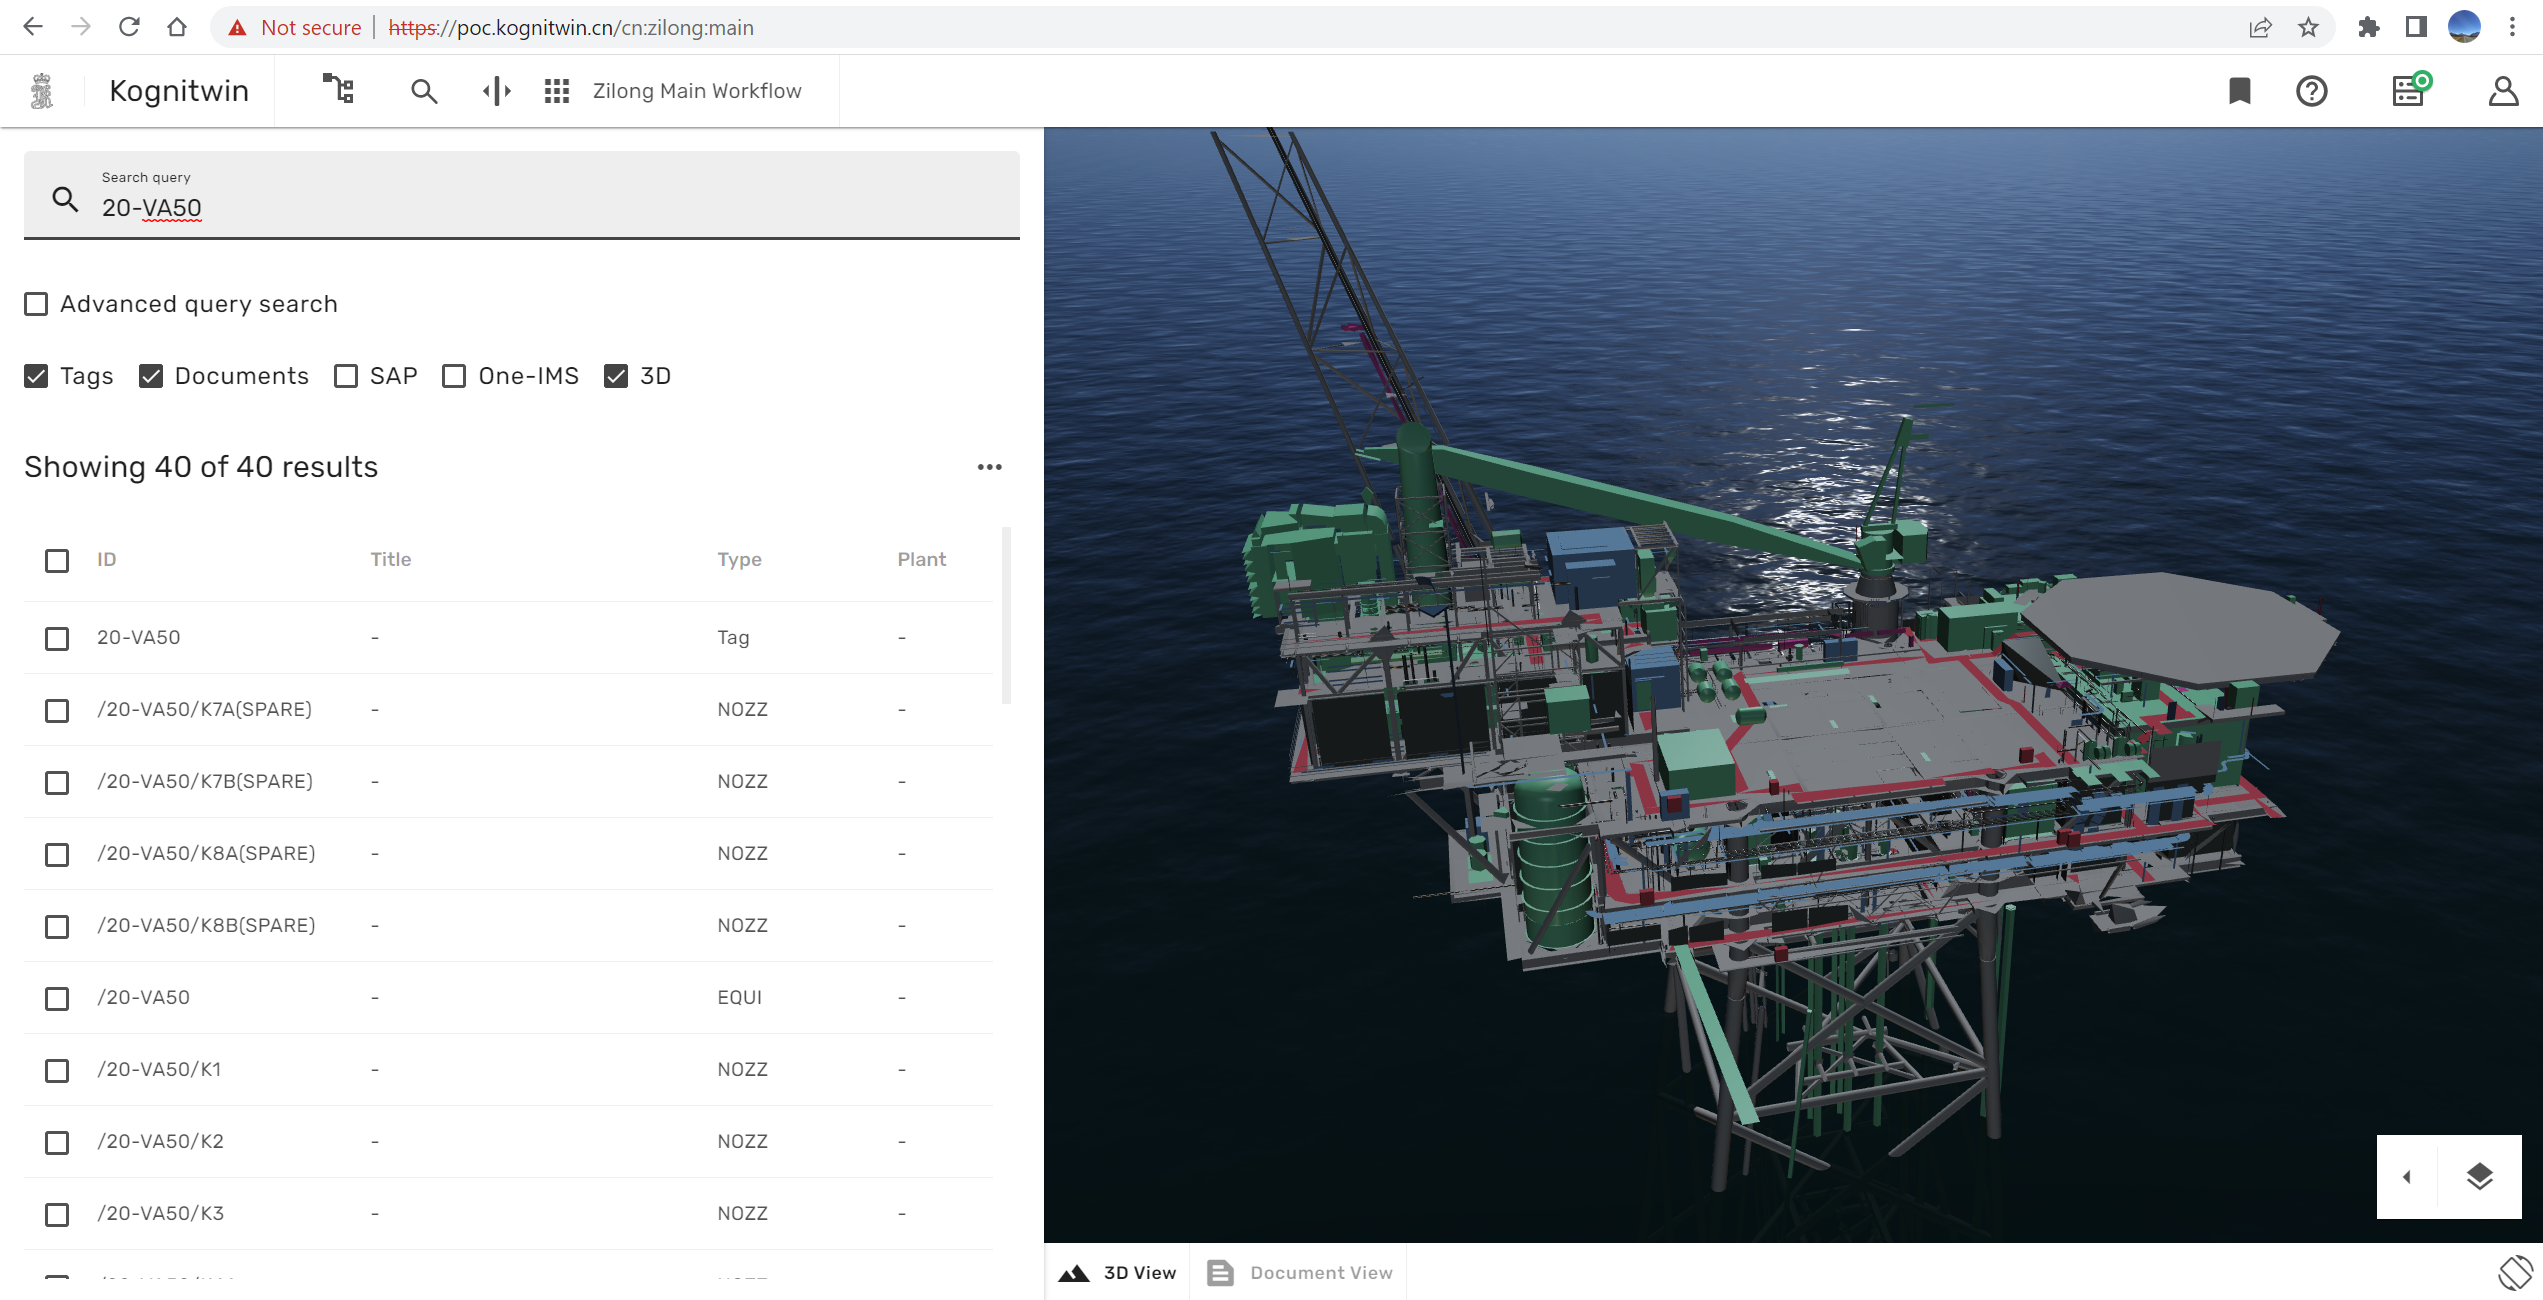 Not secure | https://poc.kognitwin.cn/cn:zilong:main
Kognitwin
Zilong Main Workflow
Search query
20-VA50
Advanced query search
Tags Documents SAP One-IMS 3D
Showing 40 of 40 results
ID Title Type Plant
20-VA50 - Tag -
/20-VA50/K7A(SPARE) - NOZZ -
/20-VA50/K7B(SPARE) - NOZZ -
/20-VA50/K8A(SPARE) - NOZZ -
/20-VA50/K8B(SPARE) - NOZZ -
/20-VA50 - EQUI -
/20-VA50/K1 - NOZZ -
/20-VA50/K2 - NOZZ -
/20-VA50/K3 - NOZZ -
3D View Document View